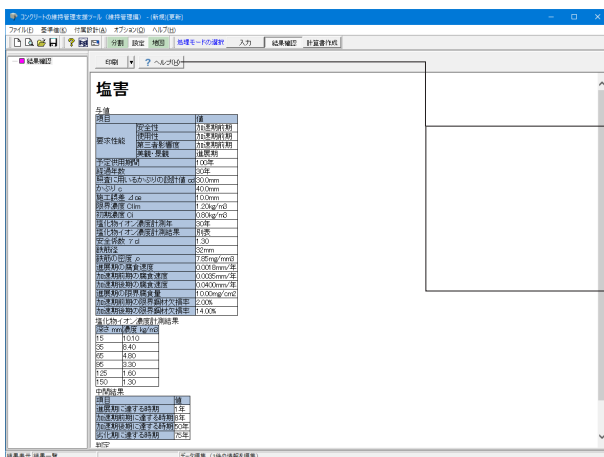 コンクリートの維持管理支援ツール（維持管理編） - (新規)(更新)
ファイル(F) 基準値(K) 付属設計(A) オプション(O) ヘルプ(H)
分割 設定 地図 処理モードの選択 入力 結果確認 計算書作成
結果確認
印刷 ヘルプ(H)
塩害
与値
項目 値
要求性能 安全性 加速期前期
使用性 加速期前期
第三者影響度 加速期前期
美観・景観 進展期
予定供用期間 100年
経過年数 30年
照査に用いるかぶりの設計値 cd 30.0mm
かぶり c 40.0mm
施工誤差 Δce 10.0mm
限界濃度 Clim 1.20kg/m3
初期濃度 Ci 0.80kg/m3
塩化物イオン濃度計測年 30年
塩化物イオン濃度計測結果 別表
安全係数 γcl 1.30
鉄筋径 32mm
鉄筋の密度 ρ 7.85mg/mm3
進展期の腐食速度 0.0018mm/年
加速期前期の腐食速度 0.0035mm/年
加速期後期の腐食速度 0.0400mm/年
進展期の限界腐食量 10.00mg/cm2
加速期前期の限界鋼材欠損率 2.00%
加速期後期の限界鋼材欠損率 14.00%
塩化物イオン濃度計測結果
深さ mm 濃度 kg/m3
15 10.10
35 8.40
65 4.80
95 3.30
125 1.60
150 1.30
中間結果
項目 値
進展期に達する時期 1年
加速期前期に達する時期 8年
加速期後期に達する時期 50年
劣化期に達する時期 75年
判定
データ編集 (1件の情報を編集)